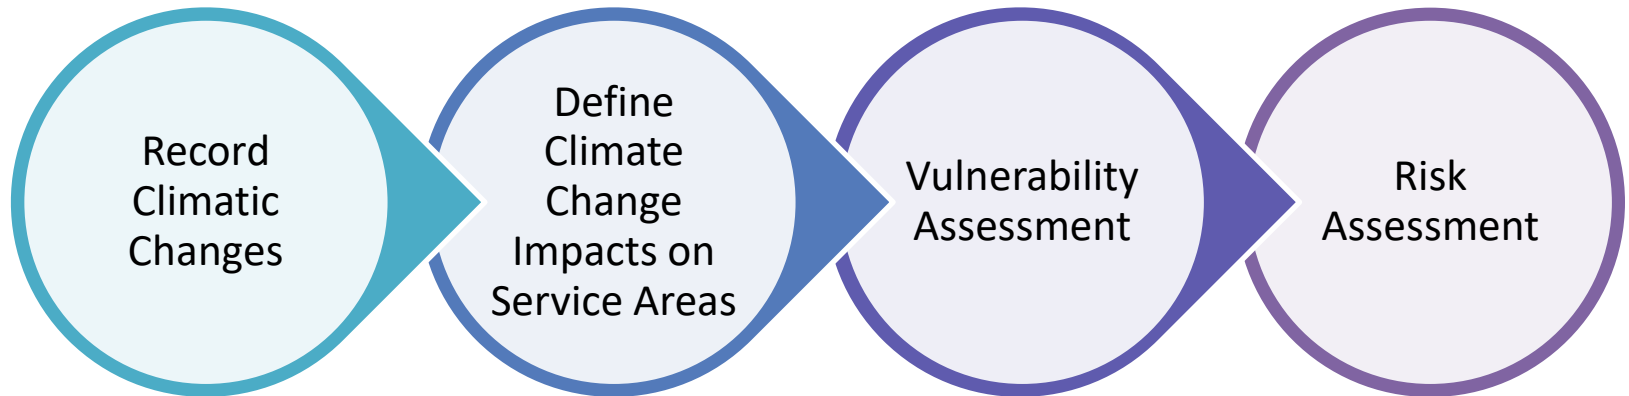 Record
Climatic
Changes
Define
Climate
Change
Impacts on
Service Areas
Vulnerability
Assessment
Risk
Assessment